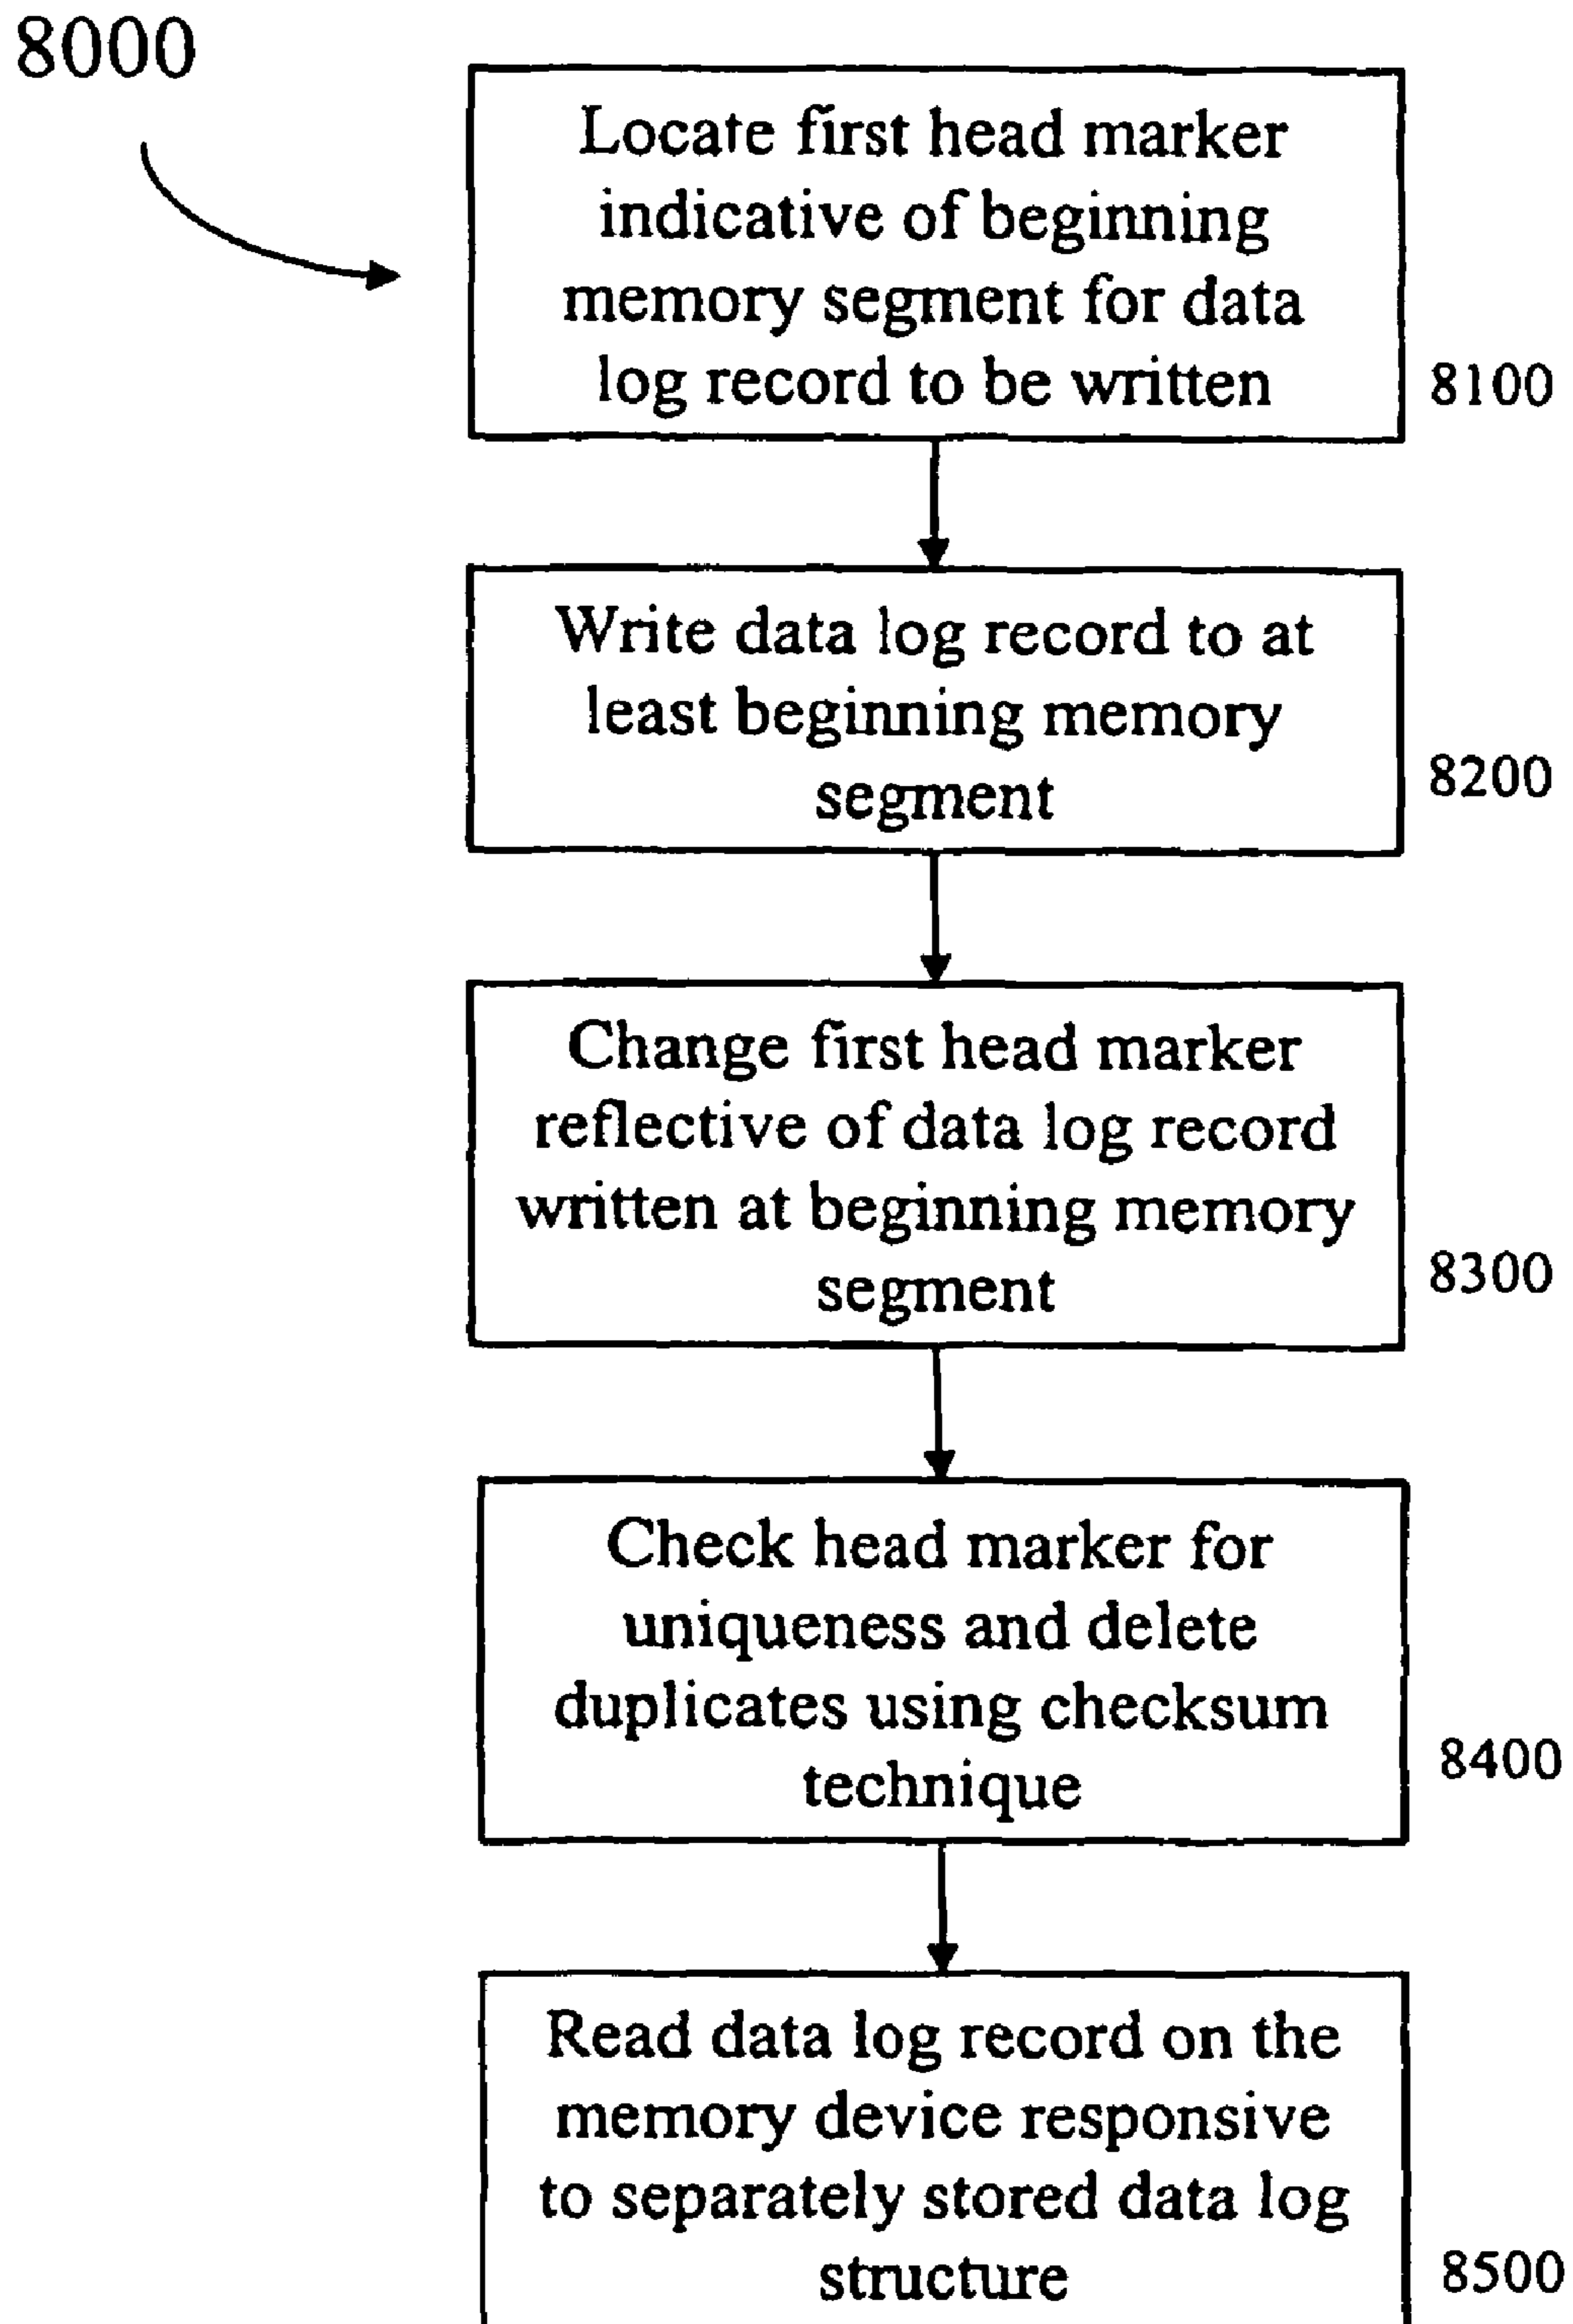 8000
Locate first head marker
indicative of beginning
memory segment for data
log record to be written
8100
Write data log record to at
least beginning memory
segment
8200
Change first head marker
reflective of data log record
written at beginning memory
segment
8300
Check head marker for
uniqueness and delete
duplicates using checksum
technique
8400
Read data log record on the
memory device responsive
to separately stored data log
structure
8500